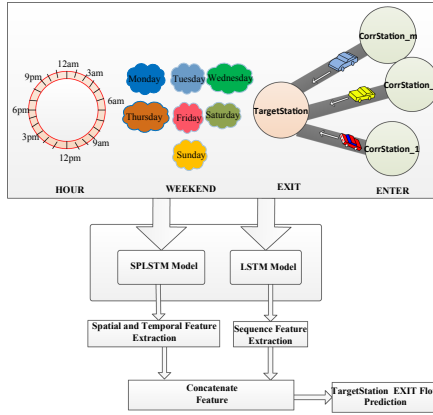 12am
3am
6am
9am
12pm
3pm
6pm
9pm
Monday
Tuesday
Wednesday
Thursday
Friday
Saturday
Sunday
CorrStation_m
CorrStation_
CorrStation_1
TargetStation
HOUR
WEEKEND
EXIT
ENTER
SPLSTM Model
LSTM Model
Spatial and Temporal Feature
Extraction
Sequence Feature
Extraction
Concatenate
Feature
TargetStation EXIT Flo
Prediction